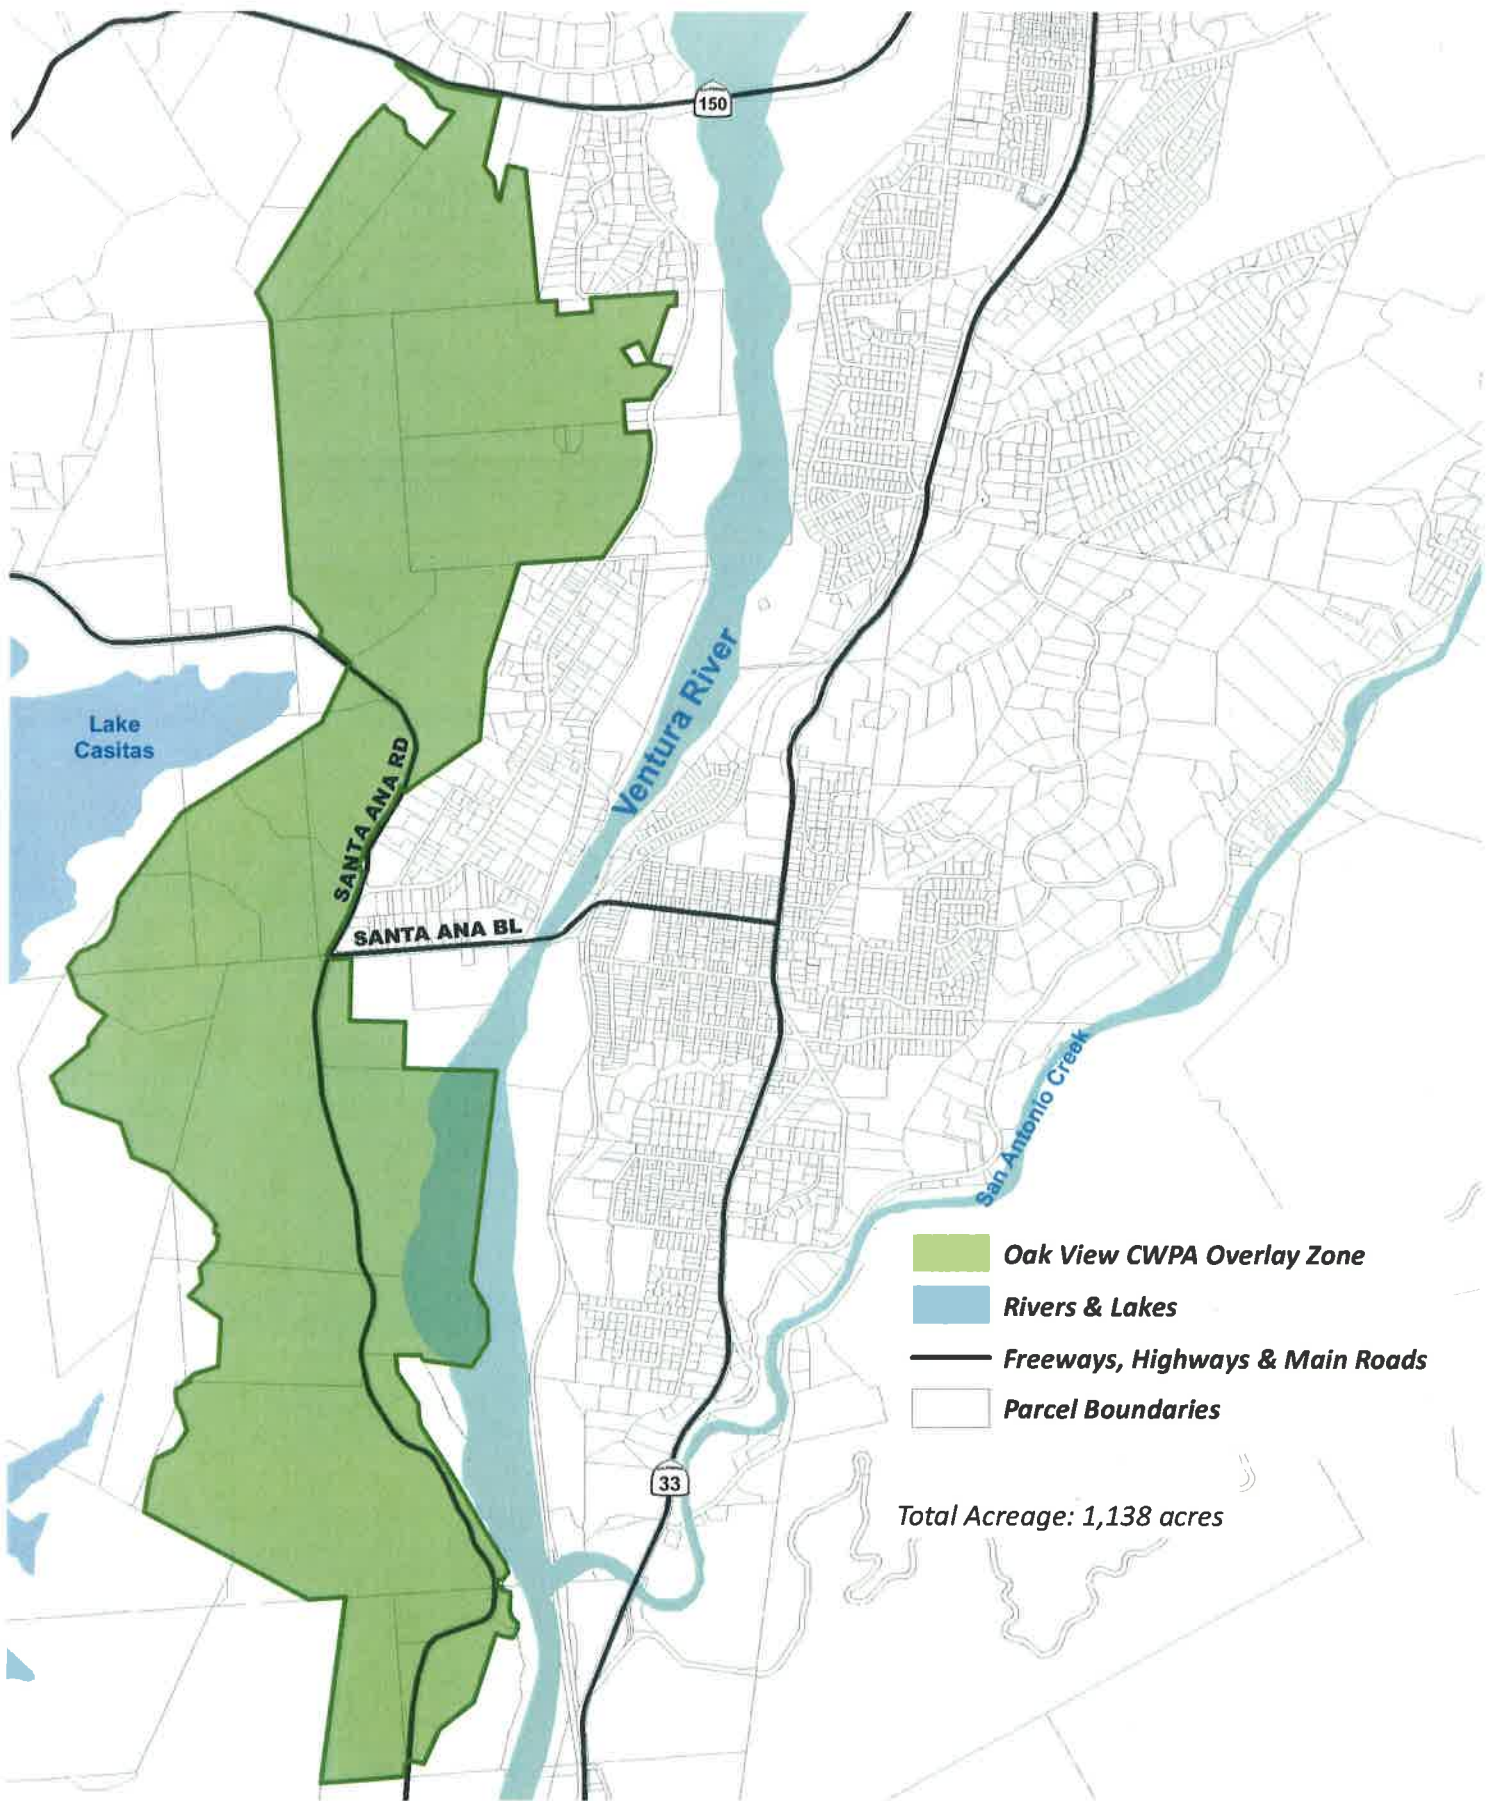 150
Lake
Casitas
Ventura River
SANTA ANA RD
SANTA ANA BL
San Antonio Creek
Oak View CWPA Overlay Zone
Rivers & Lakes
Freeways, Highways & Main Roads
Parcel Boundaries
33
Total Acreage: 1,138 acres